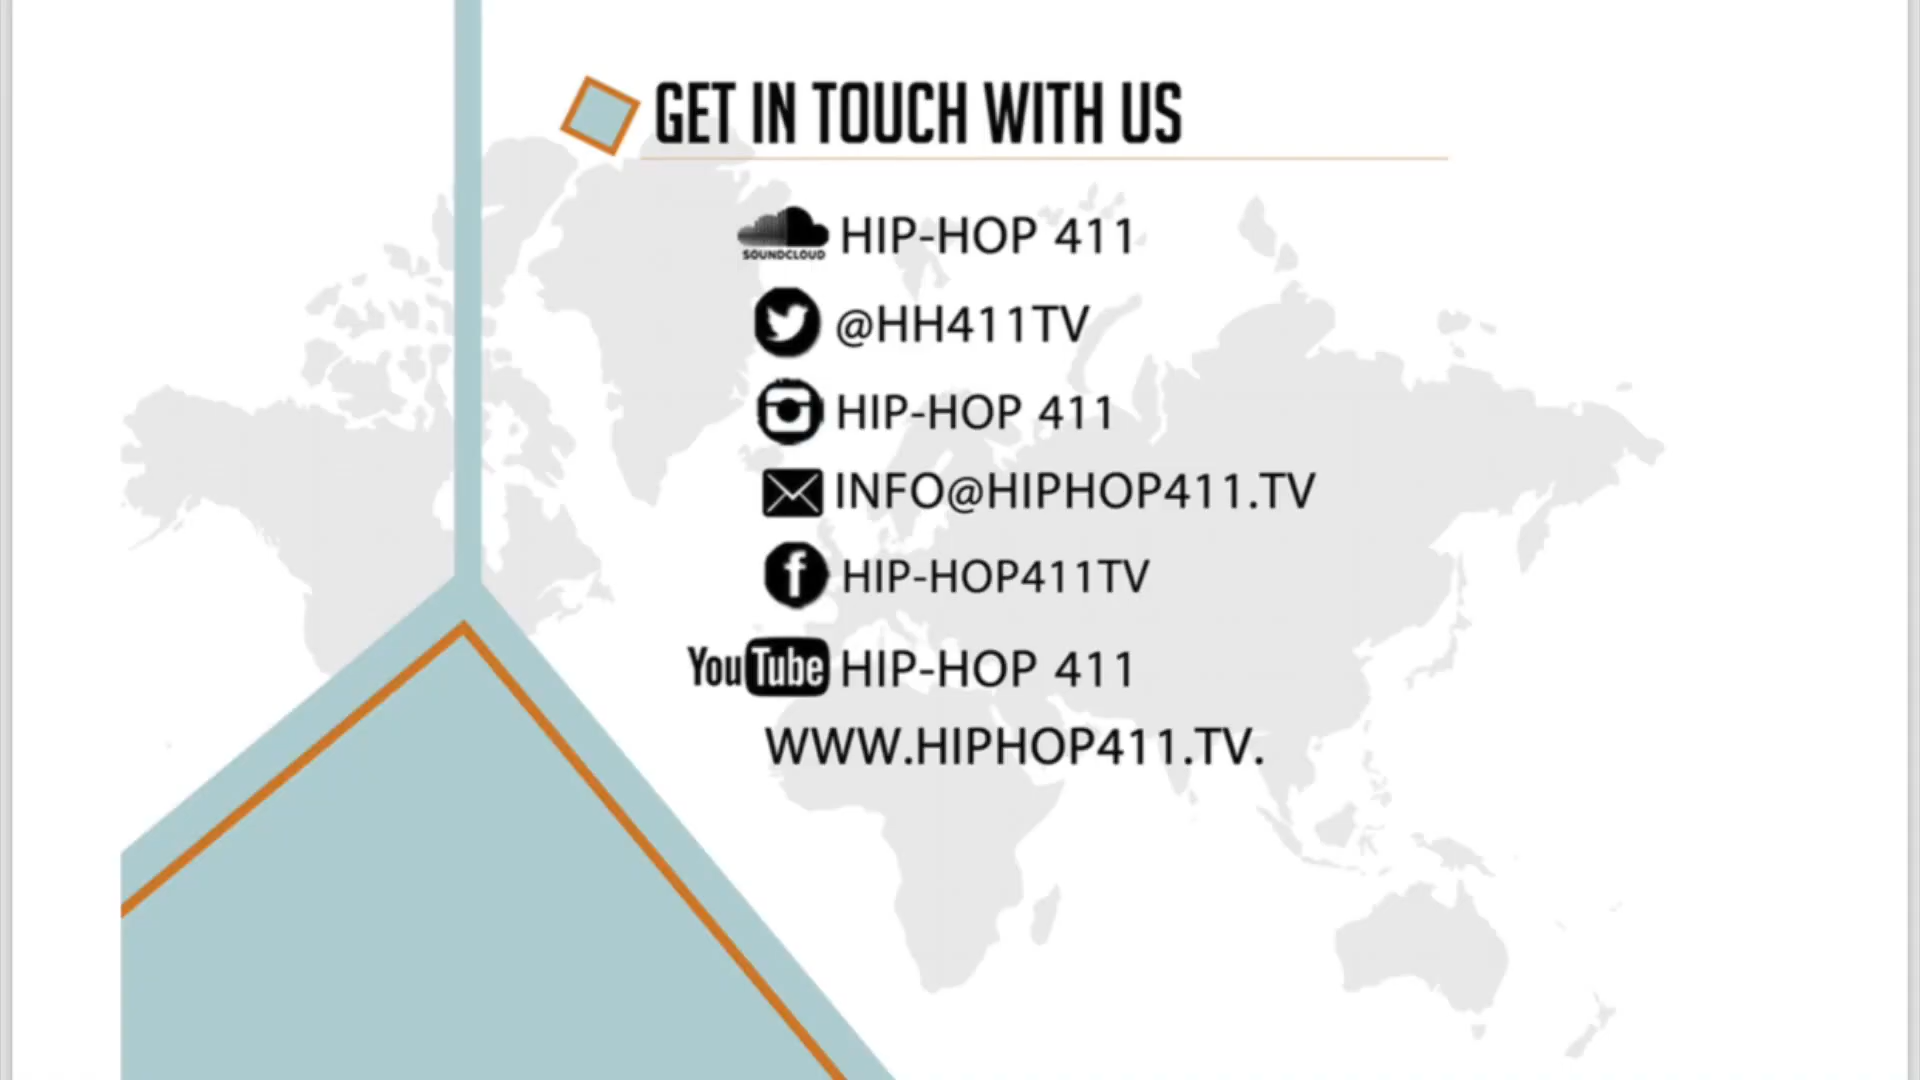 GET IN TOUCH WITH US
SOUNDCLOUD HIP-HOP 411
@HH411TV
HIP-HOP 411
INFO@HIPHOP411.TV
f HIP-HOP411TV
YouTube HIP-HOP 411
WWW.HIPHOP411.TV.